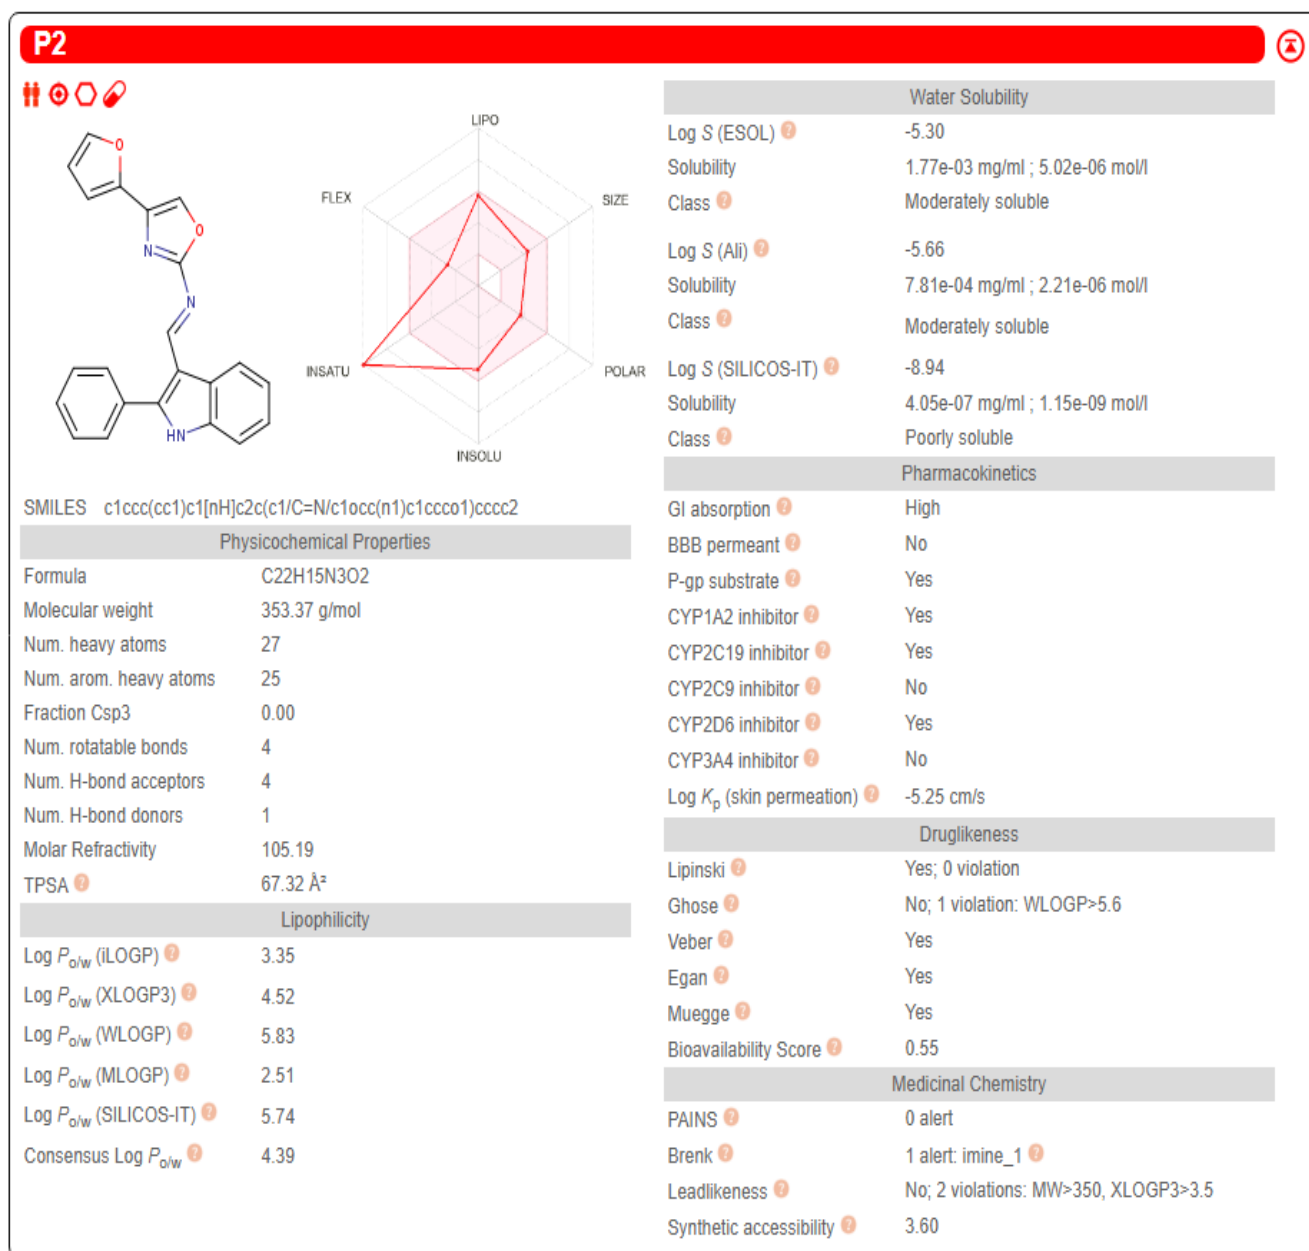 P2
O
N
O
N
HN
LIPO
FLEX
SIZE
INSATU
POLAR
INSOLU
SMILES c1ccc(cc1)c1[nH]c2c(c1/C=N/c1occ(n1)c1ccco1)cccc2
Physicochemical Properties
Formula C22H15N3O2
Molecular weight 353.37 g/mol
Num. heavy atoms 27
Num. arom. heavy atoms 25
Fraction Csp3 0.00
Num. rotatable bonds 4
Num. H-bond acceptors 4
Num. H-bond donors 1
Molar Refractivity 105.19
TPSA ? 67.32 Å²
Lipophilicity
Log Po/w (iLOGP) ? 3.35
Log Po/w (XLOGP3) ? 4.52
Log Po/w (WLOGP) ? 5.83
Log Po/w (MLOGP) ? 2.51
Log Po/w (SILICOS-IT) ? 5.74
Consensus Log Po/w ? 4.39
Water Solubility
Log S (ESOL) ? -5.30
Solubility 1.77e-03 mg/ml ; 5.02e-06 mol/l
Class ? Moderately soluble
Log S (Ali) ? -5.66
Solubility 7.81e-04 mg/ml ; 2.21e-06 mol/l
Class ? Moderately soluble
Log S (SILICOS-IT) ? -8.94
Solubility 4.05e-07 mg/ml ; 1.15e-09 mol/l
Class ? Poorly soluble
Pharmacokinetics
GI absorption ? High
BBB permeant ? No
P-gp substrate ? Yes
CYP1A2 inhibitor ? Yes
CYP2C19 inhibitor ? Yes
CYP2C9 inhibitor ? No
CYP2D6 inhibitor ? Yes
CYP3A4 inhibitor ? No
Log Kp (skin permeation) ? -5.25 cm/s
Druglikeness
Lipinski ? Yes; 0 violation
Ghose ? No; 1 violation: WLOGP>5.6
Veber ? Yes
Egan ? Yes
Muegge ? Yes
Bioavailability Score ? 0.55
Medicinal Chemistry
PAINS ? 0 alert
Brenk ? 1 alert: imine_1 ?
Leadlikeness ? No; 2 violations: MW>350, XLOGP3>3.5
Synthetic accessibility ? 3.60